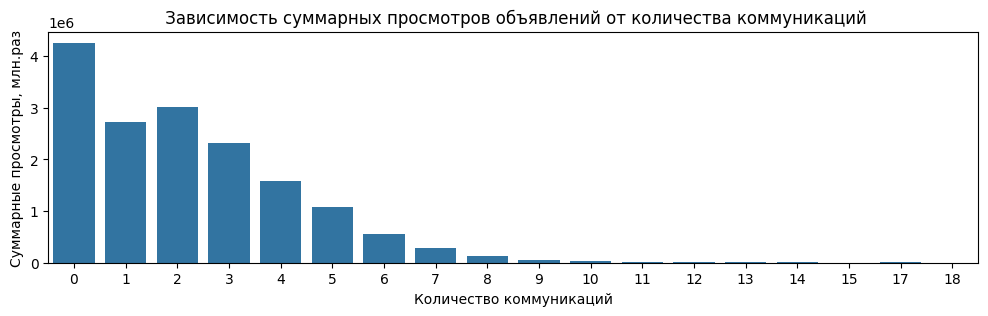 Зависимость суммарных просмотров объявлений от количества коммуникаций
1e6
Суммарные просмотры, млн.раз
4
3
2
1
0
0 1 2 3 4 5 6 7 8 9 10 11 12 13 14 15 17 18
Количество коммуникаций